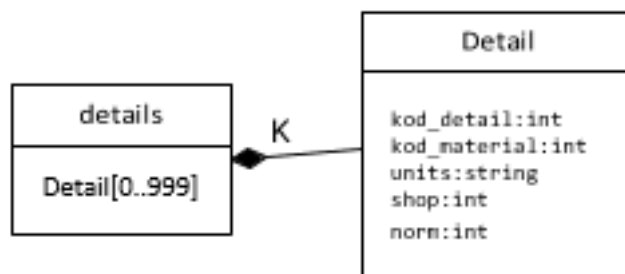 details
Detail[0..999]
K
Detail
kod_detail:int
kod_material:int
units:string
shop:int
norm:int